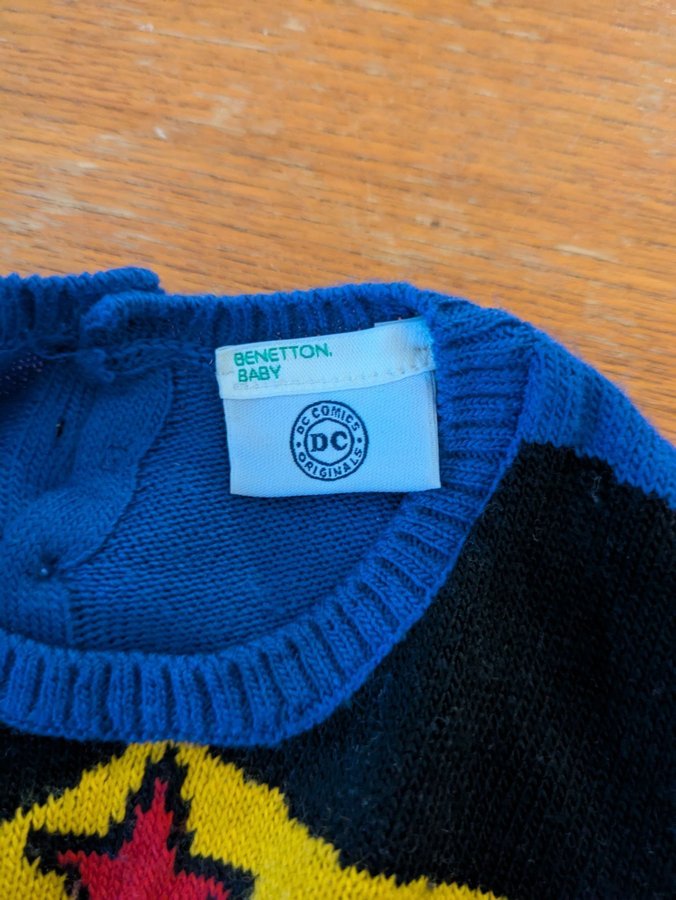 BENETTON.
BABY
DC COMICS
DC
ORIGINALS